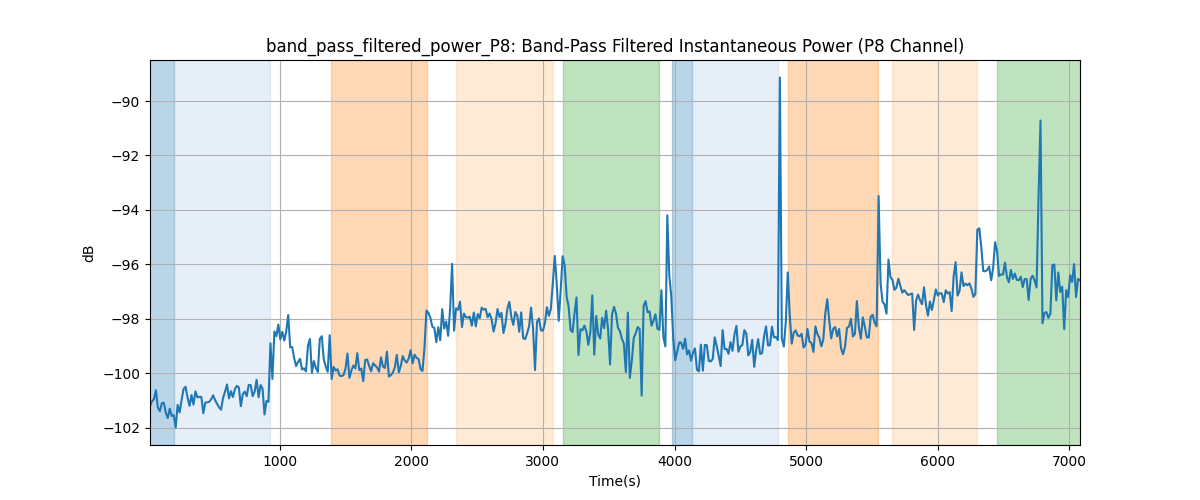 band_pass_filtered_power_P8: Band-Pass Filtered Instantaneous Power (P8 Channel)
dB
−90
−92
−94
−96
−98
−100
−102
1000 2000 3000 4000 5000 6000 7000
Time(s)